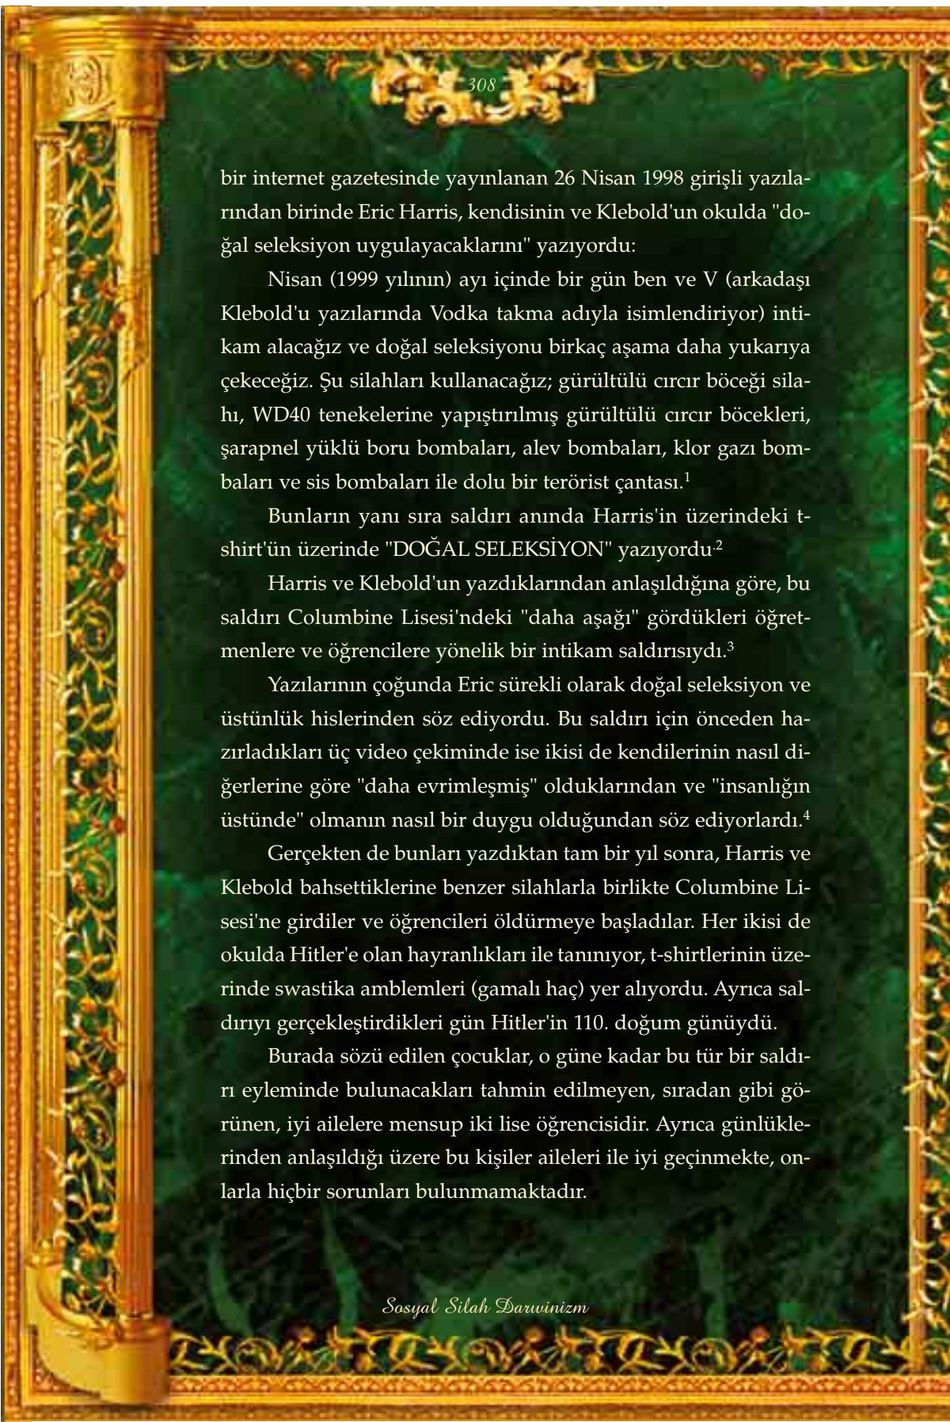 308
bir internet gazetesinde yayınlanan 26 Nisan 1998 girişli yazıla-
rından birinde Eric Harris, kendisinin ve Klebold'un okulda "do-
ğal seleksiyon uygulayacaklarını" yazıyordu:
Nisan (1999 yılının) ayı içinde bir gün ben ve V (arkadaşı
Klebold'u yazılarında Vodka takma adıyla isimlendiriyor) inti-
kam alacağız ve doğal seleksiyonu birkaç aşama daha yukarıya
çekeceğiz. Şu silahları kullanacağız; gürültülü cırcır böceği sila-
hı, WD40 tenekelerine yapıştırılmış gürültülü cırcır böcekleri,
şarapnel yüklü boru bombaları, alev bombaları, klor gazı bom-
baları ve sis bombaları ile dolu bir terörist çantası.1
Bunların yanı sıra saldırı anında Harris'in üzerindeki t-
shirt'ün üzerinde "DOĞAL SELEKSİYON" yazıyordu.2
Harris ve Klebold'un yazdıklarından anlaşıldığına göre, bu
saldırı Columbine Lisesi'ndeki "daha aşağı" gördükleri öğret-
menlere ve öğrencilere yönelik bir intikam saldırısıydı.3
Yazılarının çoğunda Eric sürekli olarak doğal seleksiyon ve
üstünlük hislerinden söz ediyordu. Bu saldırı için önceden ha-
zırladıkları üç video çekiminde ise ikisi de kendilerinin nasıl di-
ğerlerine göre "daha evrimleşmiş" olduklarından ve "insanlığın
üstünde" olmanın nasıl bir duygu olduğundan söz ediyorlardı.4
Gerçekten de bunları yazdıktan tam bir yıl sonra, Harris ve
Klebold bahsettiklerine benzer silahlarla birlikte Columbine Li-
sesi'ne girdiler ve öğrencileri öldürmeye başladılar. Her ikisi de
okulda Hitler'e olan hayranlıkları ile tanınıyor, t-shirtlerinin üze-
rinde swastika amblemleri (gamalı haç) yer alıyordu. Ayrıca sal-
dırıyı gerçekleştirdikleri gün Hitler'in 110. doğum günüydü.
Burada sözü edilen çocuklar, o güne kadar bu tür bir saldı-
rı eyleminde bulunacakları tahmin edilmeyen, sıradan gibi gö-
rünen, iyi ailelere mensup iki lise öğrencisidir. Ayrıca günlükle-
rinden anlaşıldığı üzere bu kişiler aileleri ile iyi geçinmekte, on-
larla hiçbir sorunları bulunmamaktadır.
Sosyal Silah Darwinizm